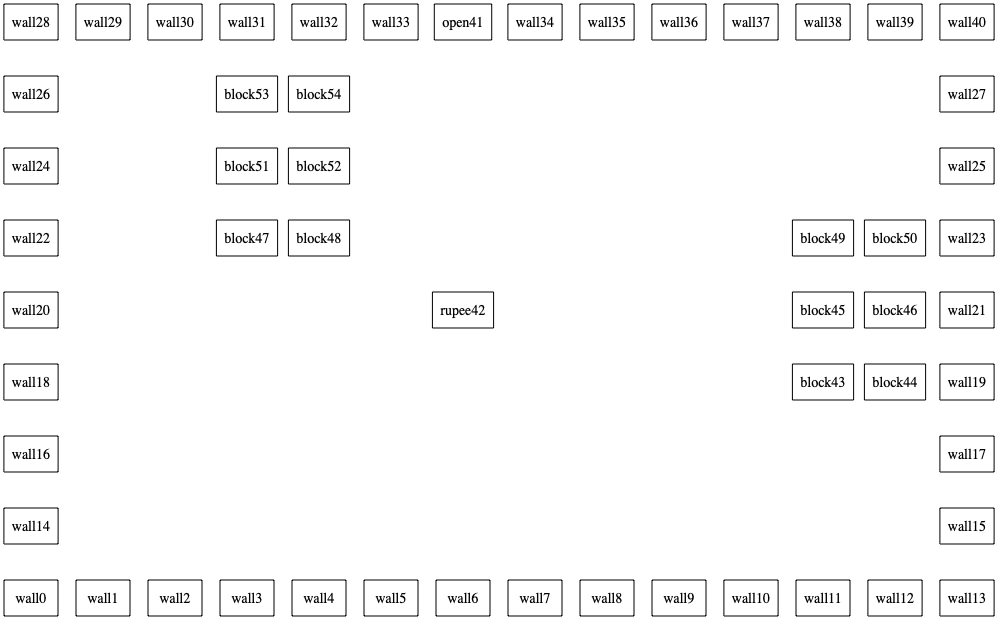 wall28 wall29 wall30 wall31 wall32 wall33 open41 wall34 wall35 wall36 wall37 wall38 wall39 wall40
wall26 block53 block54 wall27
wall24 block51 block52 wall25
wall22 block47 block48 block49 block50 wall23
wall20 rupee42 block45 block46 wall21
wall18 block43 block44 wall19
wall16 wall17
wall14 wall15
wall0 wall1 wall2 wall3 wall4 wall5 wall6 wall7 wall8 wall9 wall10 wall11 wall12 wall13